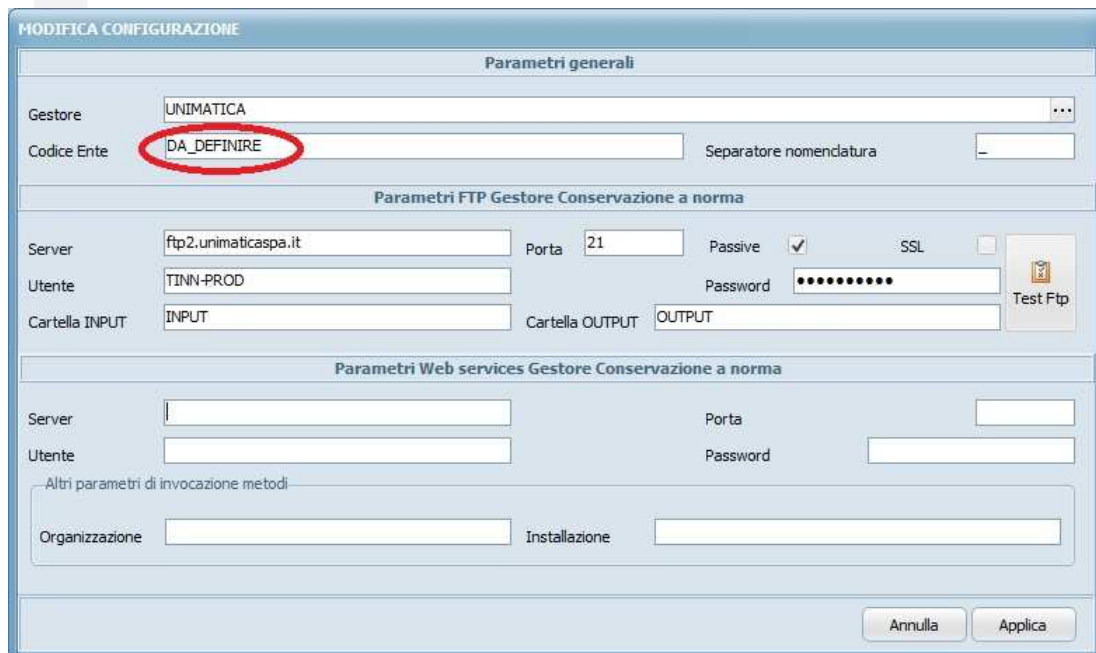 MODIFICA CONFIGURAZIONE
Parametri generali
Gestore UNIMATICA ...
Codice Ente DA_DEFINIRE Separatore nomenclatura _
Parametri FTP Gestore Conservazione a norma
Server ftp2.unimaticaspa.it Porta 21 Passive SSL
Utente TINN-PROD Password ••••••••••
Test Ftp
Cartella INPUT INPUT Cartella OUTPUT OUTPUT
Parametri Web services Gestore Conservazione a norma
Server Porta
Utente Password
Altri parametri di invocazione metodi
Organizzazione Installazione
Annulla Applica